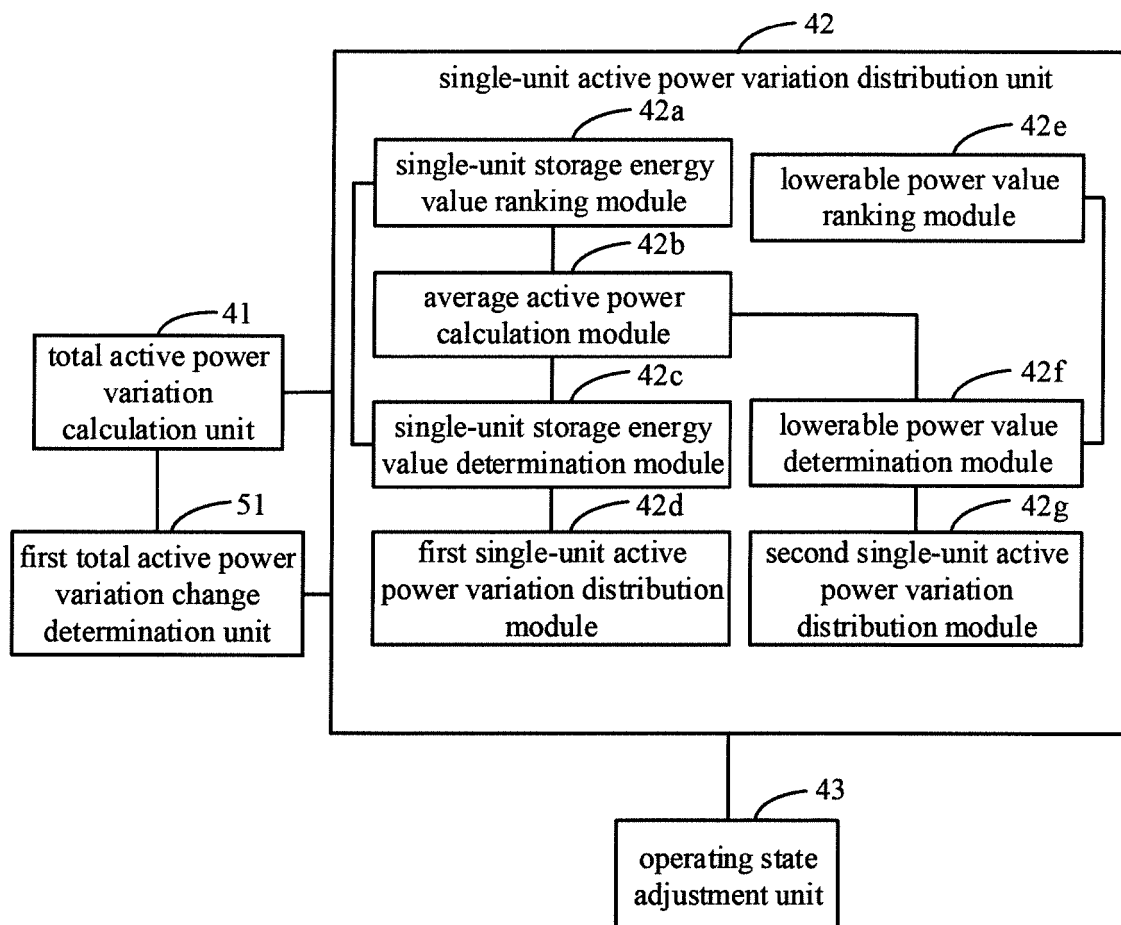 42
single-unit active power variation distribution unit
42a
single-unit storage energy
value ranking module
42e
lowerable power value
ranking module
42b
average active power
calculation module
41
total active power
variation
calculation unit
42c
single-unit storage energy
value determination module
42f
lowerable power value
determination module
51
first total active power
variation change
determination unit
42d
first single-unit active
power variation distribution
module
42g
second single-unit active
power variation
distribution module
43
operating state
adjustment unit